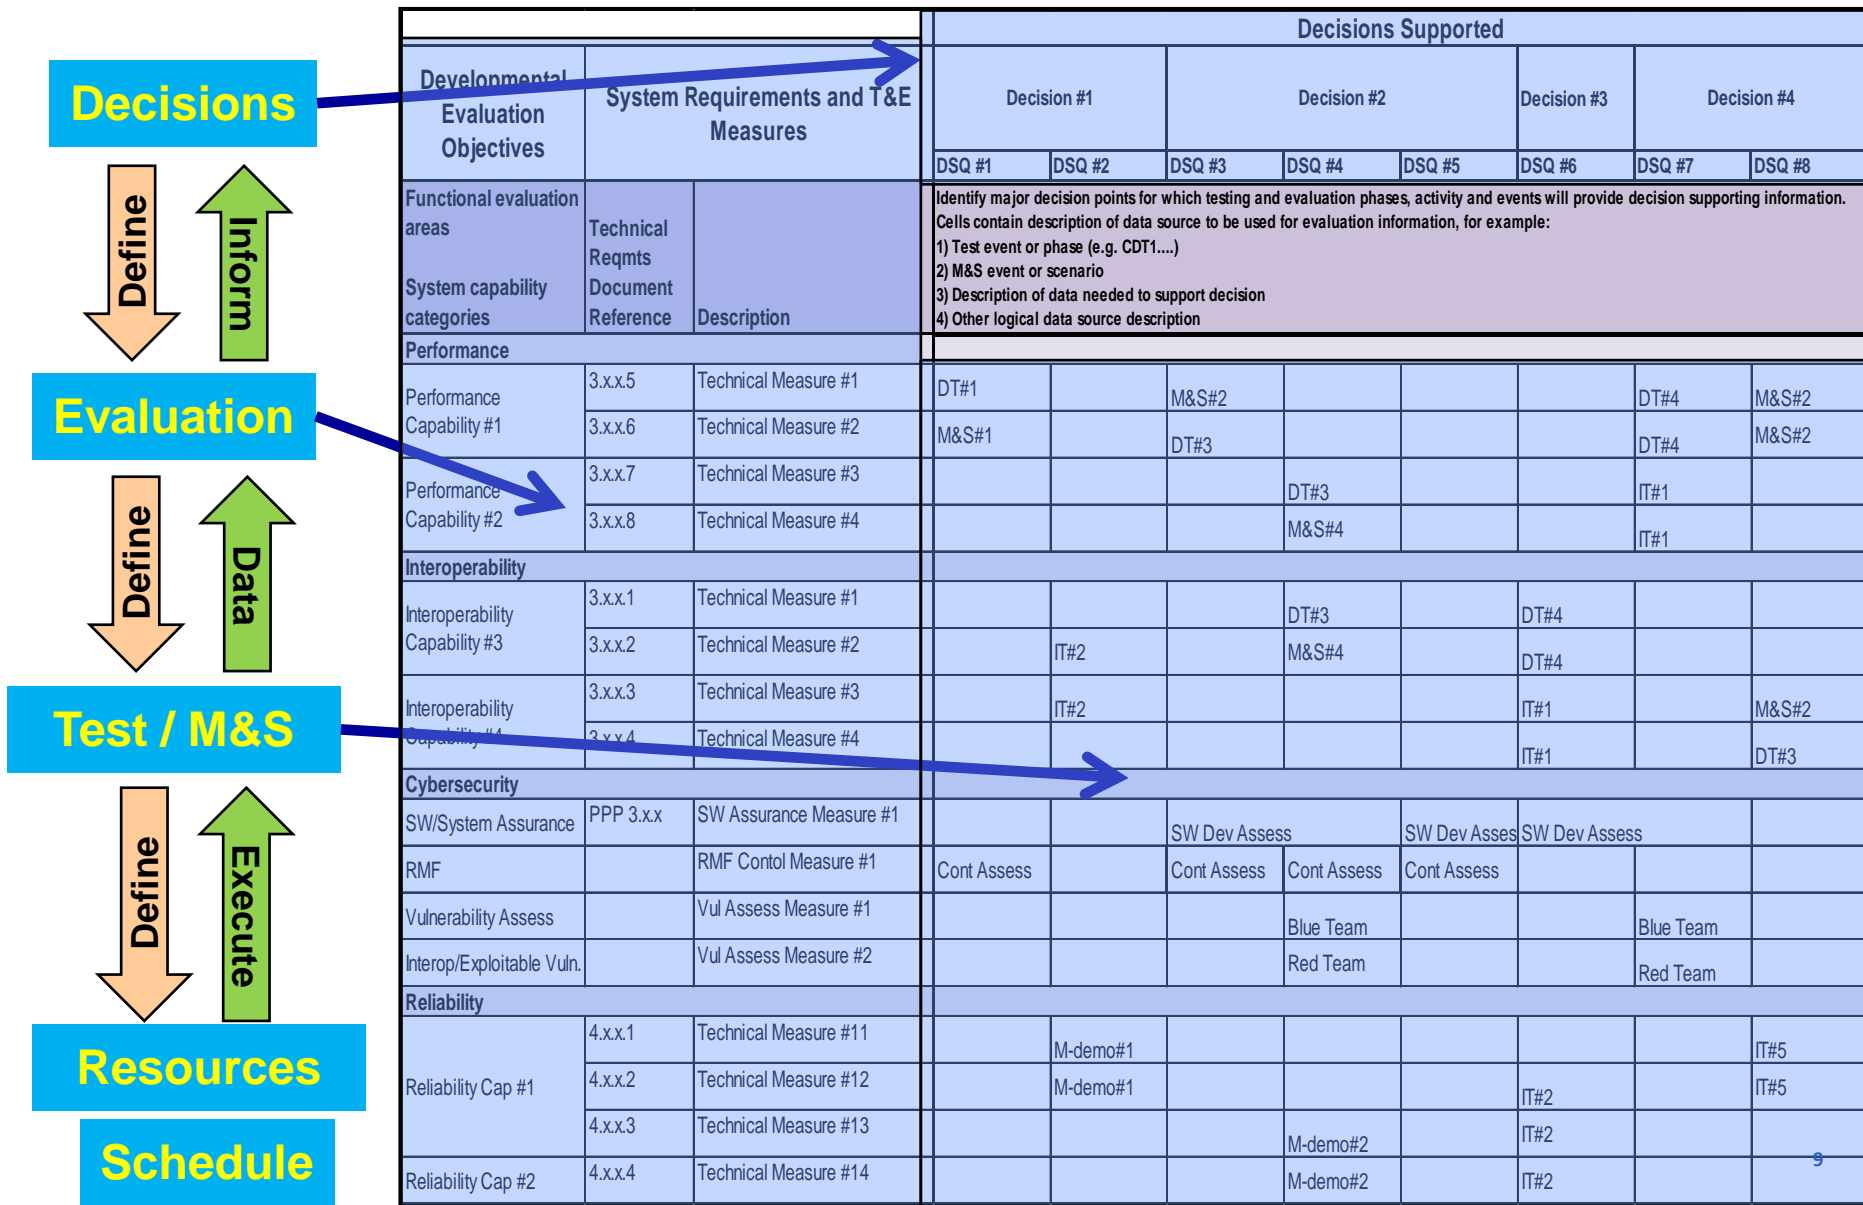 Decisions
Define
Inform
Evaluation
Define
Data
Test / M&S
Define
Execute
Resources
Schedule
Decisions Supported
Developmental
Evaluation
Objectives
System Requirements and T&E
Measures
Decision #1
Decision #2
Decision #3
Decision #4
DSQ #1
DSQ #2
DSQ #3
DSQ #4
DSQ #5
DSQ #6
DSQ #7
DSQ #8
Functional evaluation
areas
System capability
categories
Technical
Reqmts
Document
Reference
Description
Identify major decision points for which testing and evaluation phases, activity and events will provide decision supporting information.
Cells contain description of data source to be used for evaluation information, for example:
1) Test event or phase (e.g. CDT1....)
2) M&S event or scenario
3) Description of data needed to support decision
4) Other logical data source description
Performance
Performance
Capability #1
3.x.x.5
Technical Measure #1
DT#1
M&S#2
DT#4
M&S#2
3.x.x.6
Technical Measure #2
M&S#1
DT#3
DT#4
M&S#2
Performance
Capability #2
3.x.x.7
Technical Measure #3
DT#3
IT#1
3.x.x.8
Technical Measure #4
M&S#4
IT#1
Interoperability
Interoperability
Capability #3
3.x.x.1
Technical Measure #1
DT#3
DT#4
3.x.x.2
Technical Measure #2
IT#2
M&S#4
DT#4
Interoperability
Capability #4
3.x.x.3
Technical Measure #3
IT#2
IT#1
M&S#2
3.x.x.4
Technical Measure #4
IT#1
DT#3
Cybersecurity
SW/System Assurance
PPP 3.x.x
SW Assurance Measure #1
SW Dev Assess
SW Dev Asses
SW Dev Assess
RMF
RMF Contol Measure #1
Cont Assess
Cont Assess
Cont Assess
Cont Assess
Vulnerability Assess
Vul Assess Measure #1
Blue Team
Blue Team
Interop/Exploitable Vuln.
Vul Assess Measure #2
Red Team
Red Team
Reliability
Reliability Cap #1
4.x.x.1
Technical Measure #11
M-demo#1
IT#5
4.x.x.2
Technical Measure #12
M-demo#1
IT#2
IT#5
4.x.x.3
Technical Measure #13
M-demo#2
IT#2
Reliability Cap #2
4.x.x.4
Technical Measure #14
M-demo#2
IT#2
9